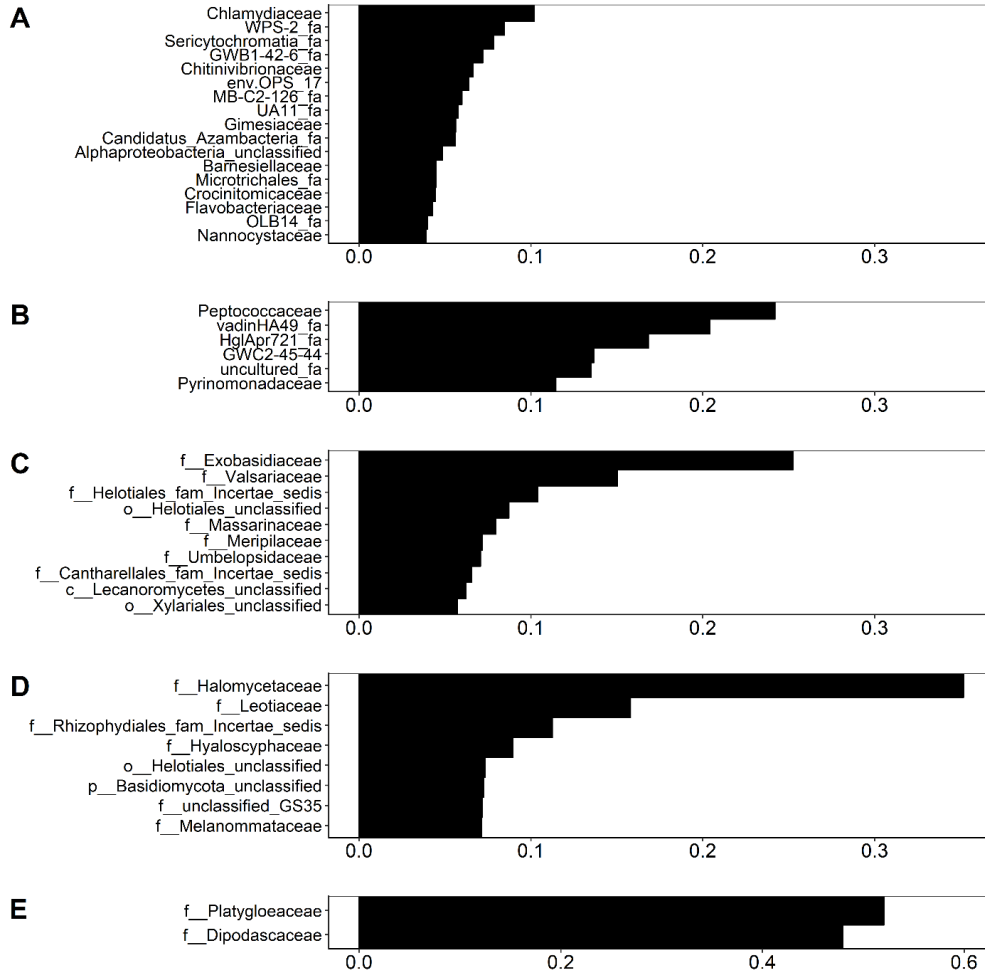 A
Chlamydiaceae
WPS-2_fa
Sericytochromatia_fa
GWB1-42-6_fa
Chitinivibrionaceae
env.OPS_17
MB-C2-126_fa
UA11_fa
Gimesiaceae
Candidatus_Azambacteria_fa
Alphaproteobacteria_unclassified
Barnesiellaceae
Microtrichales_fa
Crocinitomicaceae
Flavobacteriaceae
OLB14_fa
Nannocystaceae
0.0 0.1 0.2 0.3
B
Peptococcaceae
vadinHA49_fa
HglApr721_fa
GWC2-45-44
uncultured_fa
Pyrinomonadaceae
0.0 0.1 0.2 0.3
C
f__Exobasidiaceae
f__Valsariaceae
f__Helotiales_fam_Incertae_sedis
o__Helotiales_unclassified
f__Massarinaceae
f__Meripilaceae
f__Umbelopsidaceae
f__Cantharellales_fam_Incertae_sedis
c__Lecanoromycetes_unclassified
o__Xylariales_unclassified
0.0 0.1 0.2 0.3
D
f__Halomycetaceae
f__Leotiaceae
f__Rhizophydiales_fam_Incertae_sedis
f__Hyaloscyphaceae
o__Helotiales_unclassified
p__Basidiomycota_unclassified
f__unclassified_GS35
f__Melanommataceae
0.0 0.1 0.2 0.3
E
f__Platygloeaceae
f__Dipodascaceae
0.0 0.2 0.4 0.6